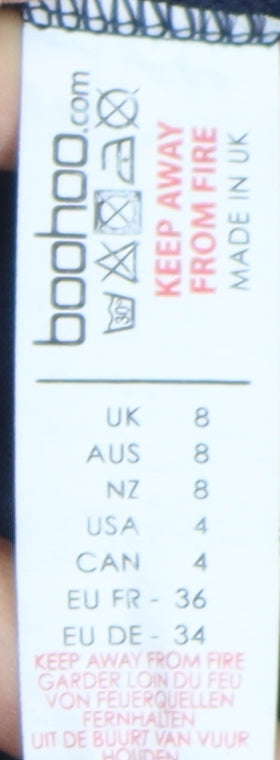 boohoo.com
30°
KEEP AWAY
FROM FIRE
MADE IN UK
UK 8
AUS 8
NZ 8
USA 4
CAN 4
EU FR - 36
EU DE - 34
KEEP AWAY FROM FIRE
GARDER LOIN DU FEU
VON FEUERQUELLEN
FERNHALTEN
UIT DE BUURT VAN VUUR
HOUDEN